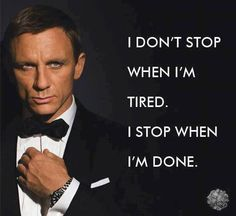 I DON'T STOP
WHEN I'M
TIRED.
I STOP WHEN
I'M DONE.